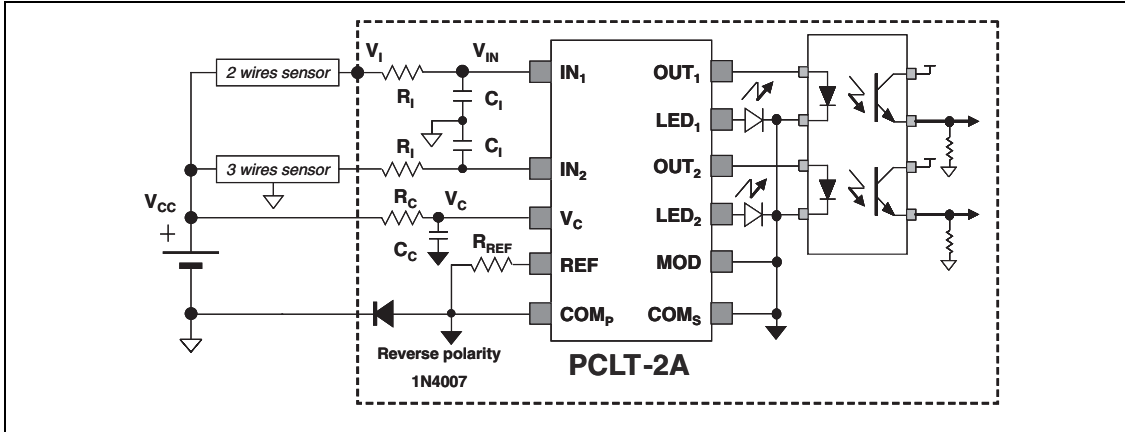 V_I
V_IN
2 wires sensor
R_I
C_I
IN_1
OUT_1
LED_1
R_I
C_I
OUT_2
3 wires sensor
IN_2
V_CC
+
R_C
V_C
V_C
LED_2
C_C
R_REF
REF
MOD
COM_P
COM_S
Reverse polarity
1N4007
PCLT-2A